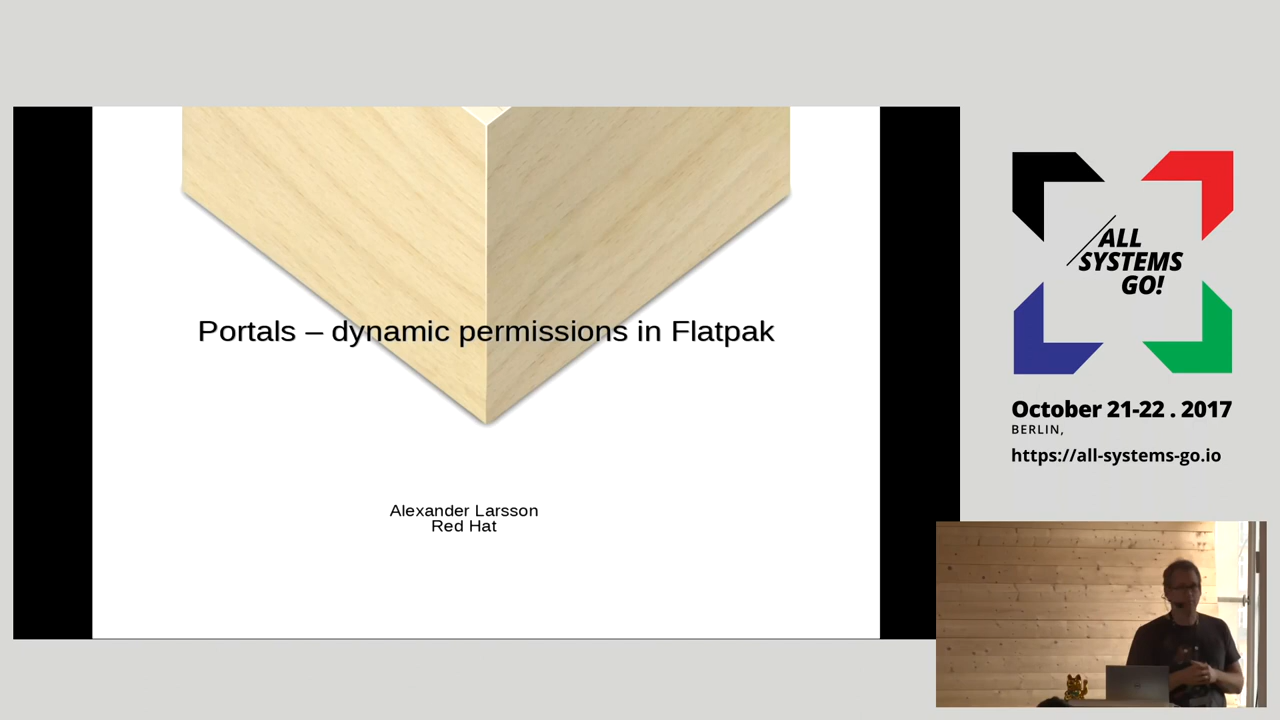 Portals – dynamic permissions in Flatpak
Alexander Larsson
Red Hat
ALL
SYSTEMS
GO!
October 21-22 . 2017
BERLIN,
https://all-systems-go.io